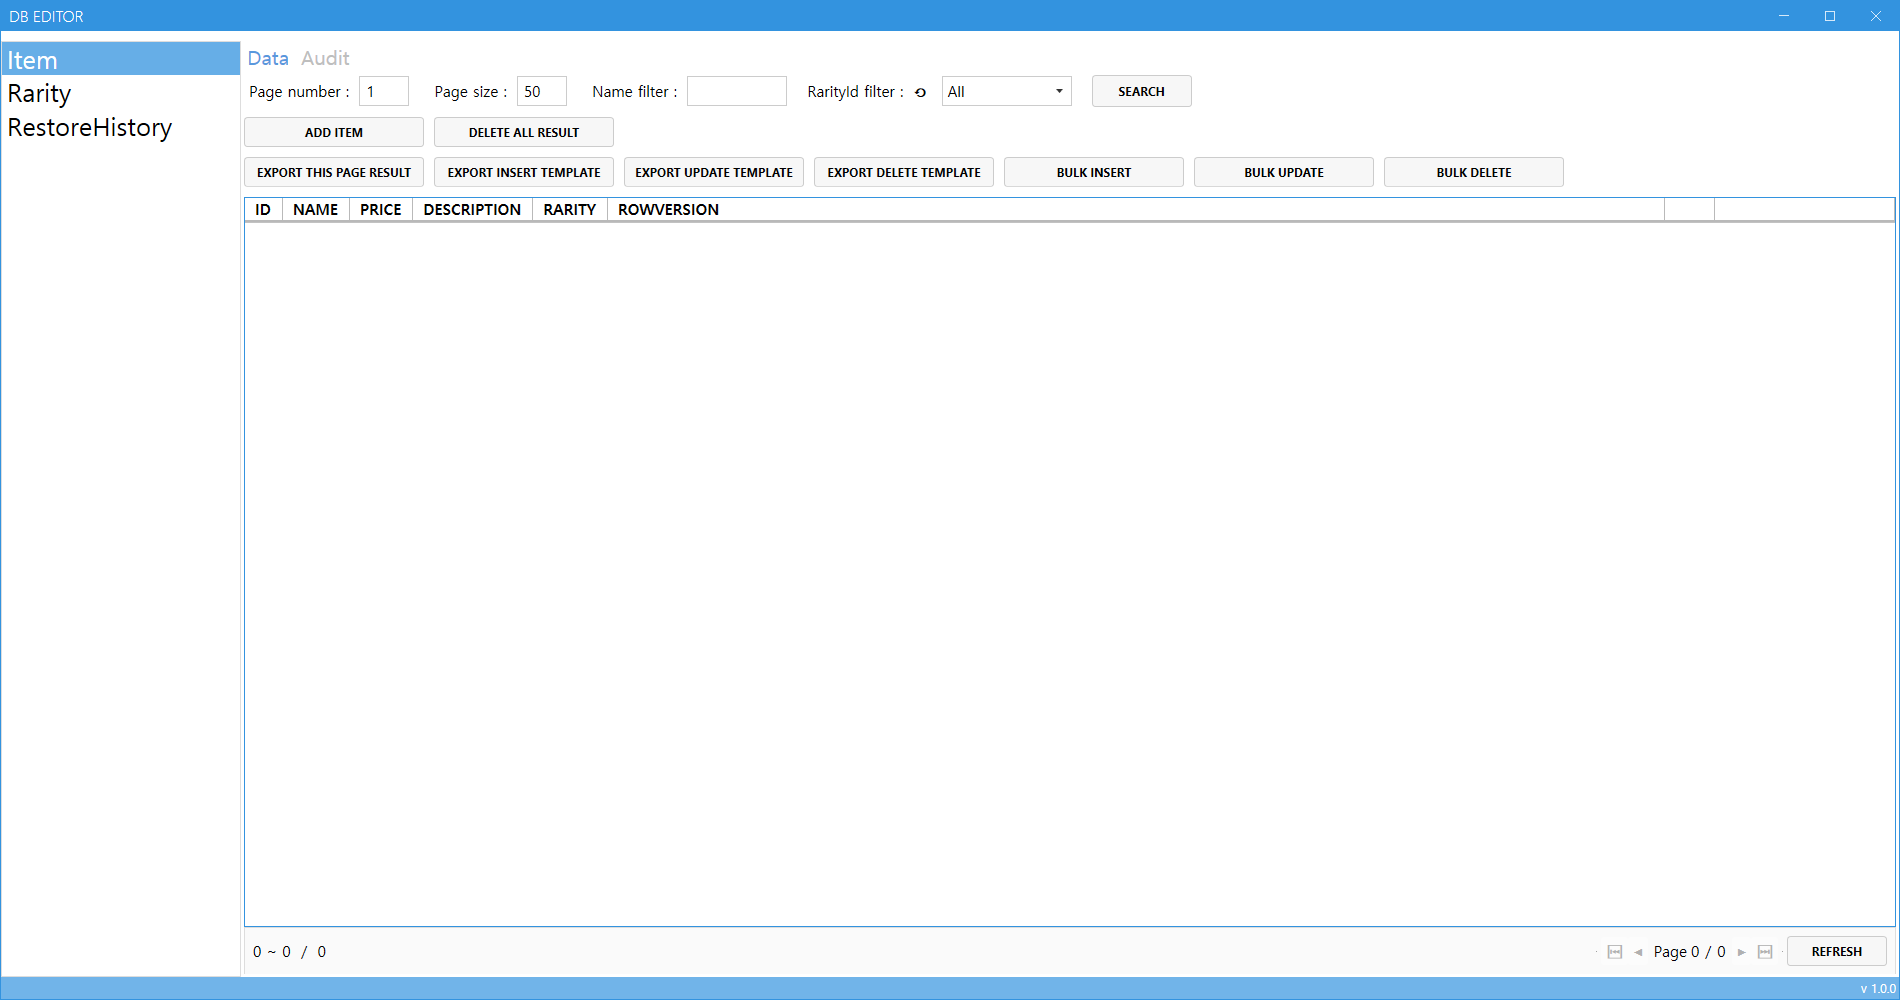 DB EDITOR
Item
Rarity
RestoreHistory
Data Audit
Page number : 1 Page size : 50 Name filter : RarityId filter : All SEARCH
ADD ITEM DELETE ALL RESULT
EXPORT THIS PAGE RESULT EXPORT INSERT TEMPLATE EXPORT UPDATE TEMPLATE EXPORT DELETE TEMPLATE BULK INSERT BULK UPDATE BULK DELETE
ID NAME PRICE DESCRIPTION RARITY ROWVERSION
0 ~ 0 / 0 Page 0 / 0 REFRESH
v 1.0.0